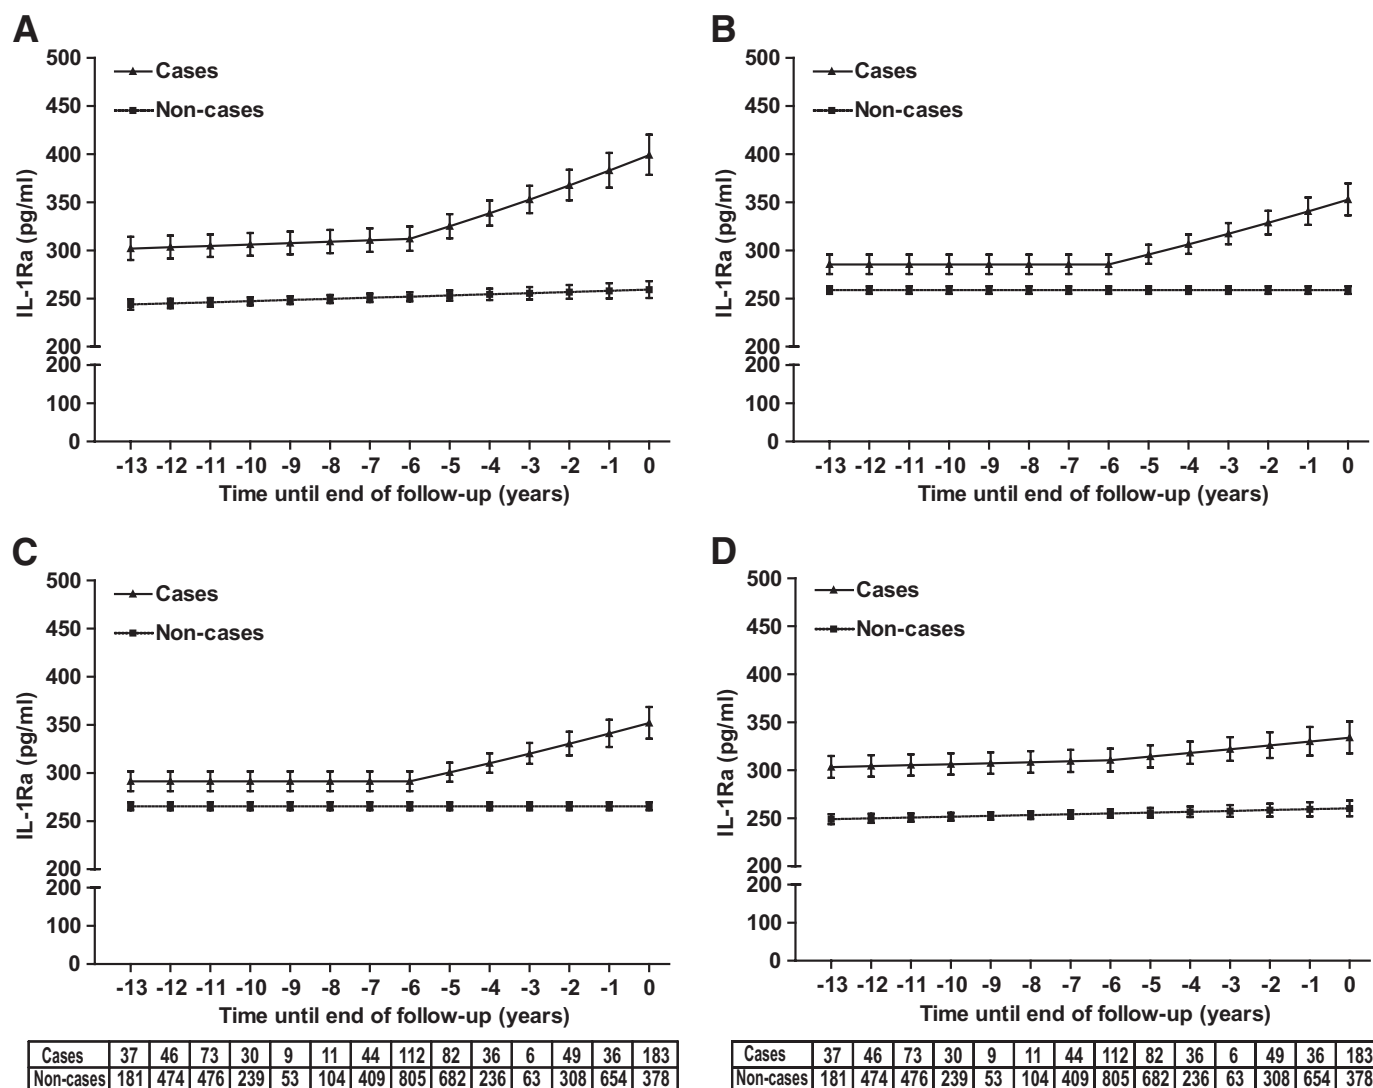 A
500
450
400
350
300
250
200
200
100
0
IL-1Ra (pg/ml)
Cases
Non-cases
-13 -12 -11 -10 -9 -8 -7 -6 -5 -4 -3 -2 -1 0
Time until end of follow-up (years)
B
500
450
400
350
300
250
200
200
100
0
IL-1Ra (pg/ml)
Cases
Non-cases
-13 -12 -11 -10 -9 -8 -7 -6 -5 -4 -3 -2 -1 0
Time until end of follow-up (years)
C
500
450
400
350
300
250
200
200
100
0
IL-1Ra (pg/ml)
Cases
Non-cases
-13 -12 -11 -10 -9 -8 -7 -6 -5 -4 -3 -2 -1 0
Time until end of follow-up (years)
Cases 37 46 73 30 9 11 44 112 82 36 6 49 36 183
Non-cases 181 474 476 239 53 104 409 805 682 236 63 308 654 378
D
500
450
400
350
300
250
200
200
100
0
IL-1Ra (pg/ml)
Cases
Non-cases
-13 -12 -11 -10 -9 -8 -7 -6 -5 -4 -3 -2 -1 0
Time until end of follow-up (years)
Cases 37 46 73 30 9 11 44 112 82 36 6 49 36 183
Non-cases 181 474 476 239 53 104 409 805 682 236 63 308 654 378